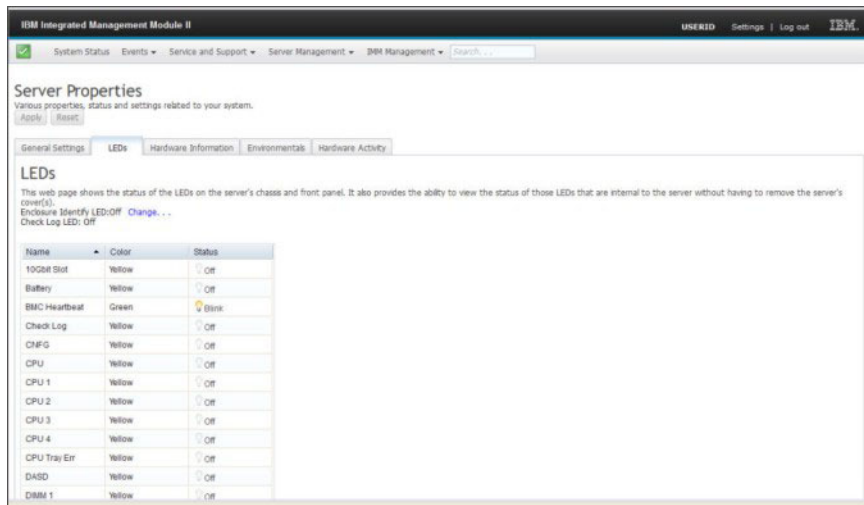 IBM Integrated Management Module II
USERID Settings | Log out IBM.
System Status Events Service and Support Server Management IMM Management Search. . .
Server Properties
Various properties, status and settings related to your system.
Apply Reset
General Settings LEDs Hardware Information Environmentals Hardware Activity
LEDs
This web page shows the status of the LEDs on the server's chassis and front panel. It also provides the ability to view the status of those LEDs that are internal to the server without having to remove the server's
cover(s).
Enclosure Identify LED:Off Change. . .
Check Log LED: Off
Name Color Status
10Gbit Slot Yellow Off
Battery Yellow Off
BMC Heartbeat Green Blink
Check Log Yellow Off
CNFG Yellow Off
CPU Yellow Off
CPU 1 Yellow Off
CPU 2 Yellow Off
CPU 3 Yellow Off
CPU 4 Yellow Off
CPU Tray Err Yellow Off
DASD Yellow Off
DIMM 1 Yellow Off